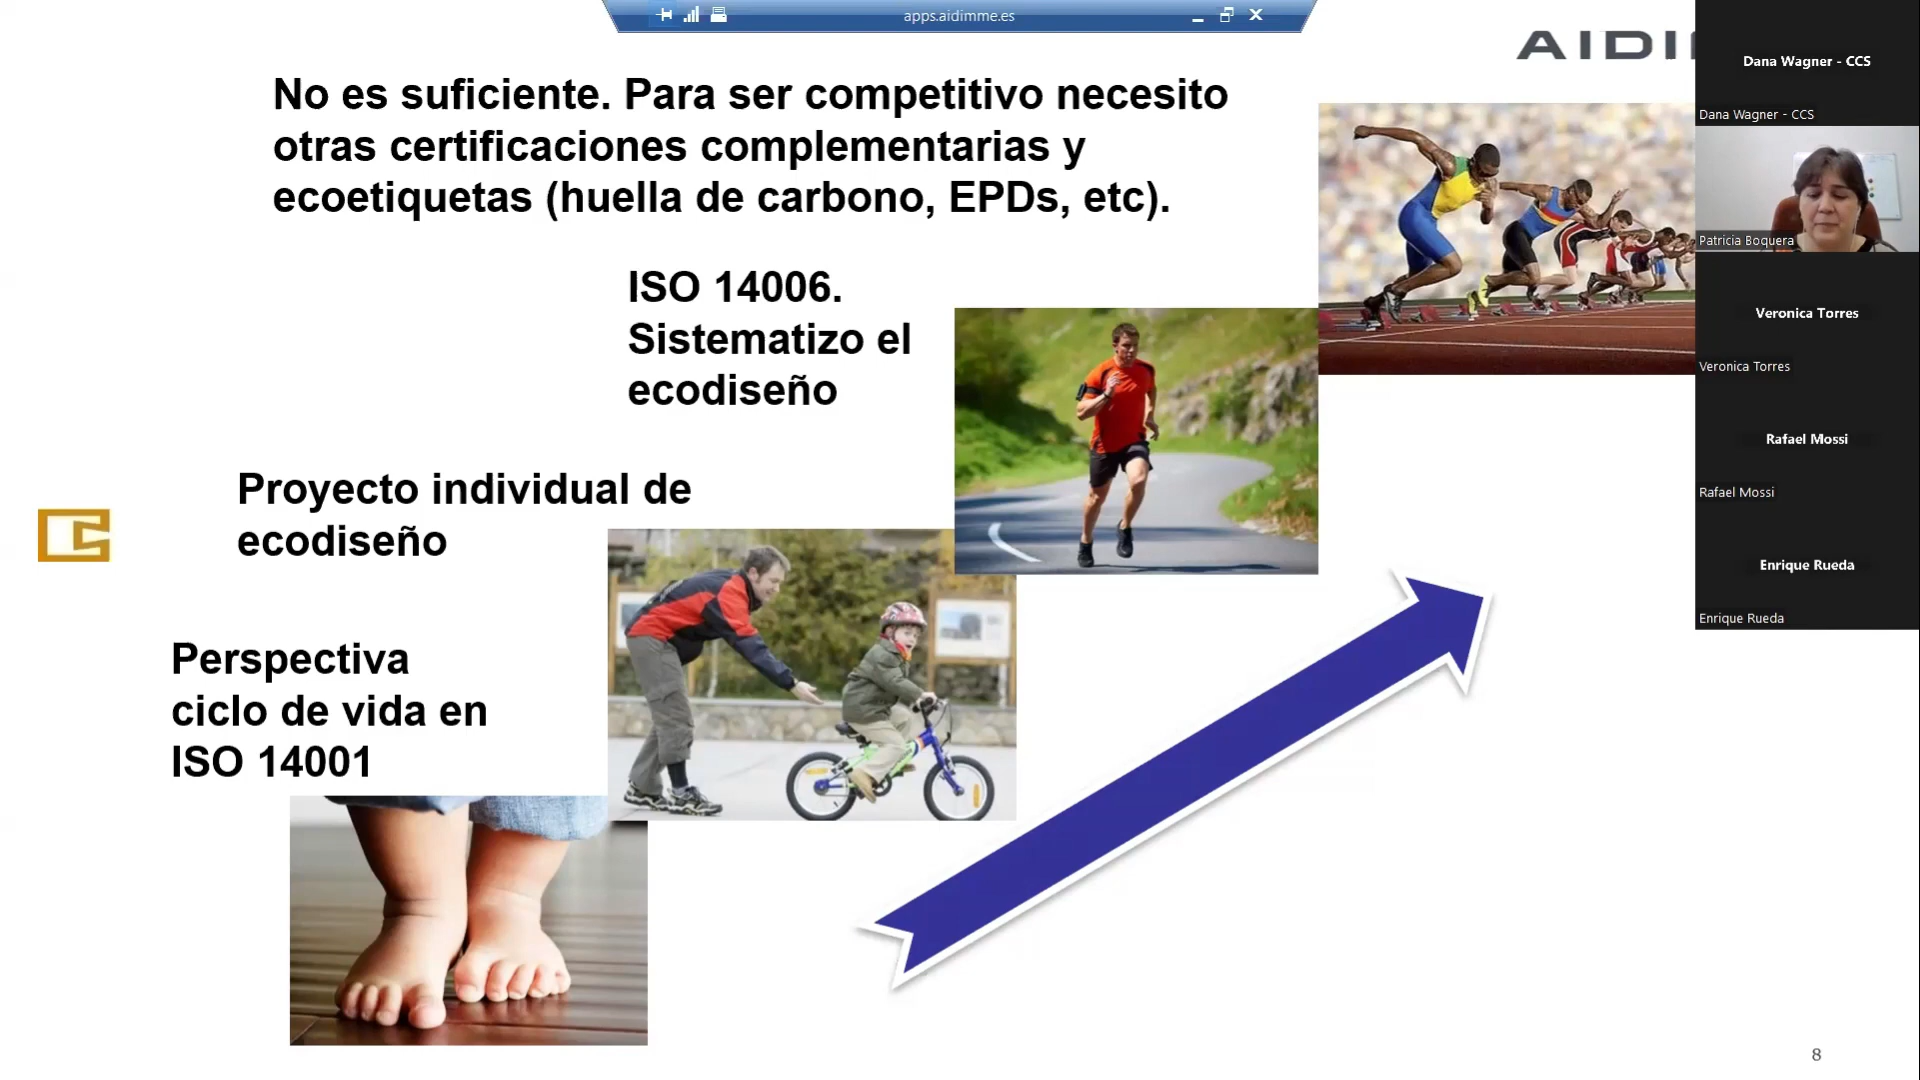 apps.aidimme.es
No es suficiente. Para ser competitivo necesito
otras certificaciones complementarias y
ecoetiquetas (huella de carbono, EPDs, etc).
ISO 14006.
Sistematizo el
ecodiseño
Proyecto individual de
ecodiseño
Perspectiva
ciclo de vida en
ISO 14001
AIDI
Dana Wagner - CCS
Dana Wagner - CCS
Patricia Boquera
Veronica Torres
Veronica Torres
Rafael Mossi
Rafael Mossi
Enrique Rueda
Enrique Rueda
8